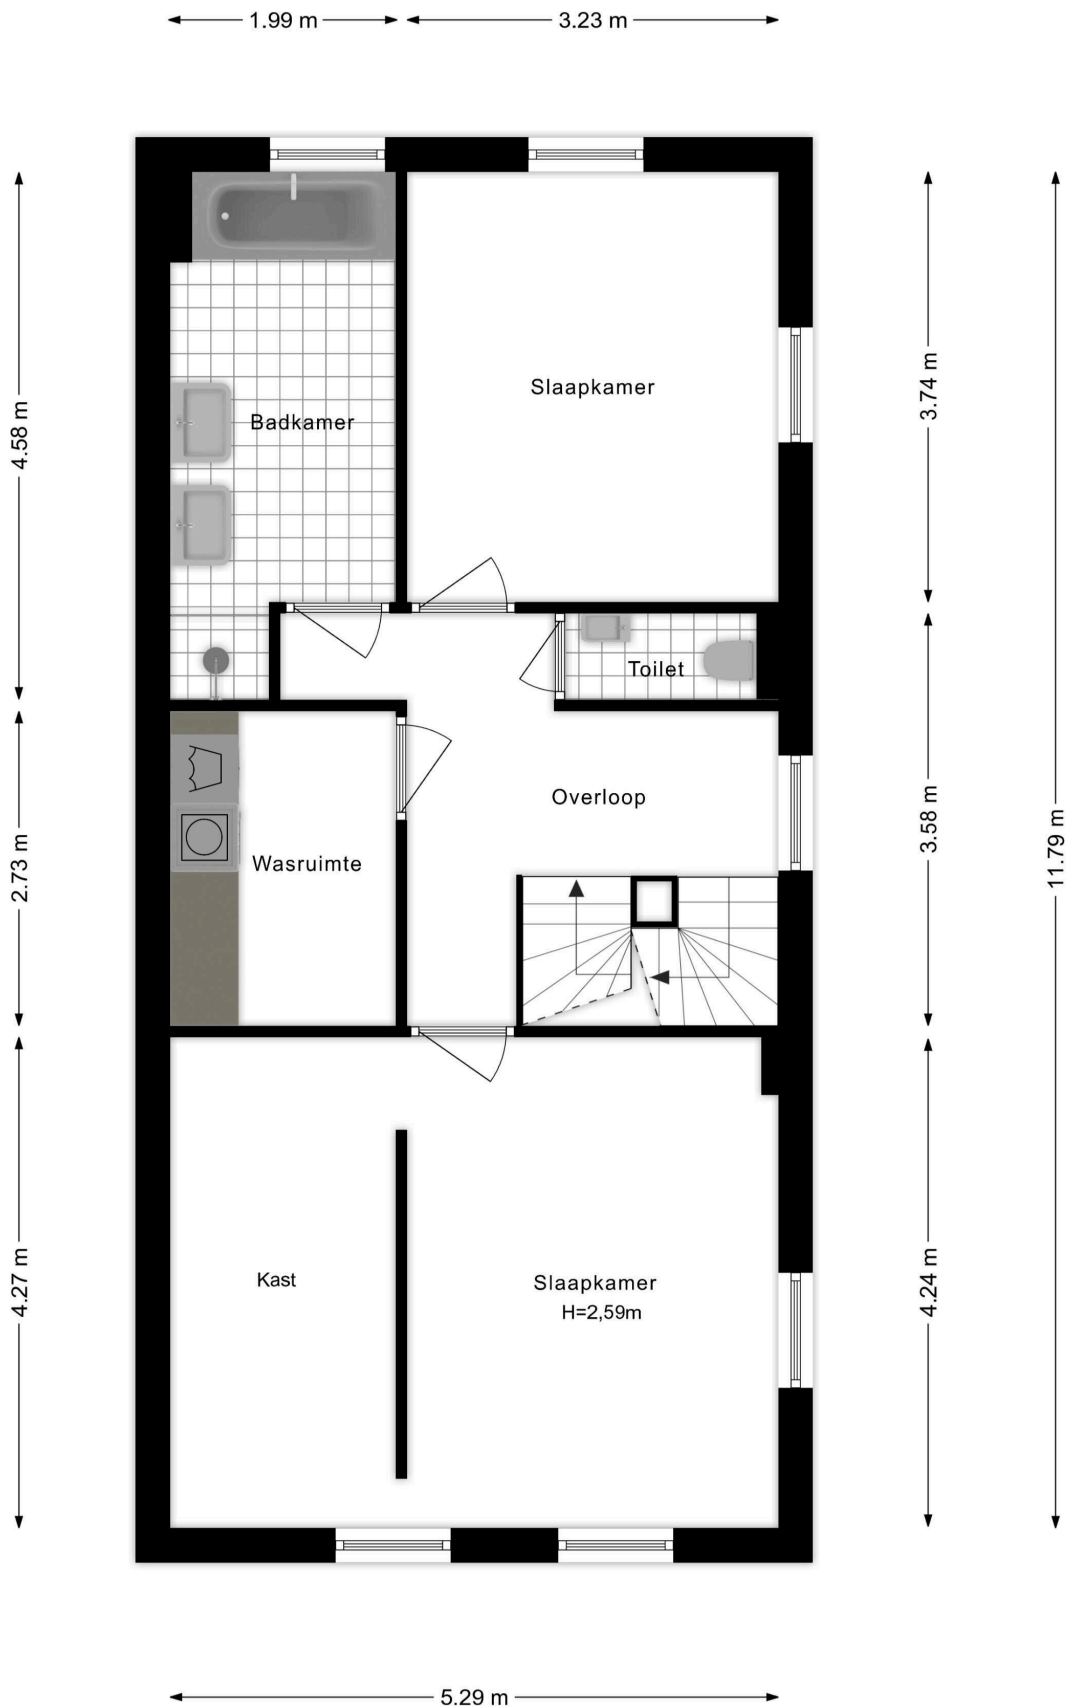 1.99 m
3.23 m
Slaapkamer
3.74 m
4.58 m
Badkamer
Toilet
Overloop
3.58 m
11.79 m
2.73 m
Wasruimte
4.27 m
Kast
Slaapkamer
H=2,59m
4.24 m
5.29 m